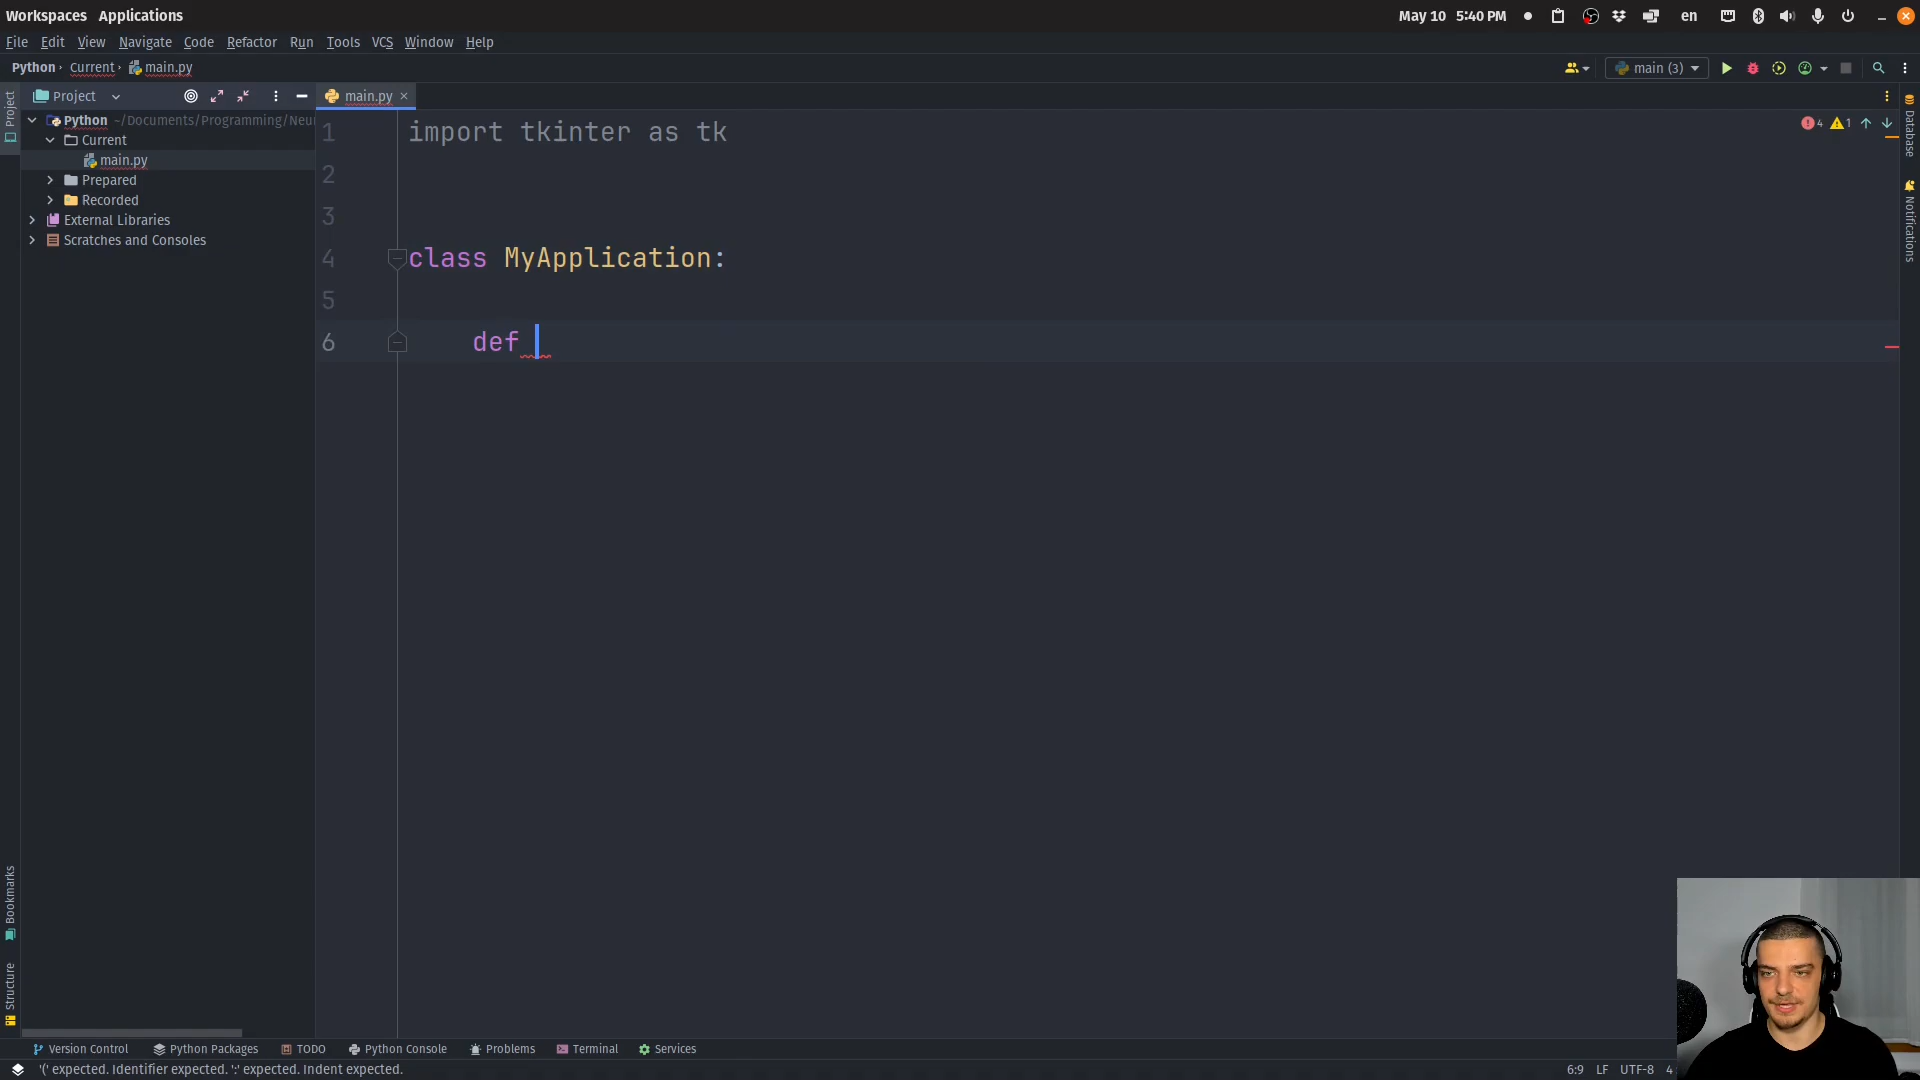 Workspaces Applications May 10 5:40 PM en
File Edit View Navigate Code Refactor Run Tools VCS Window Help
Python Current main.py main (3)
Project main.py
Project
Database
Notifications
Bookmarks
Structure
Python ~/Documents/Programming/Neu
Current
main.py
Prepared
Recorded
External Libraries
Scratches and Consoles
4 1
1 import tkinter as tk
2
3
4 class MyApplication:
5
6 def
Version Control Python Packages TODO Python Console Problems Terminal Services
'(' expected. Identifier expected. ':' expected. Indent expected. 6:9 LF UTF-8 4